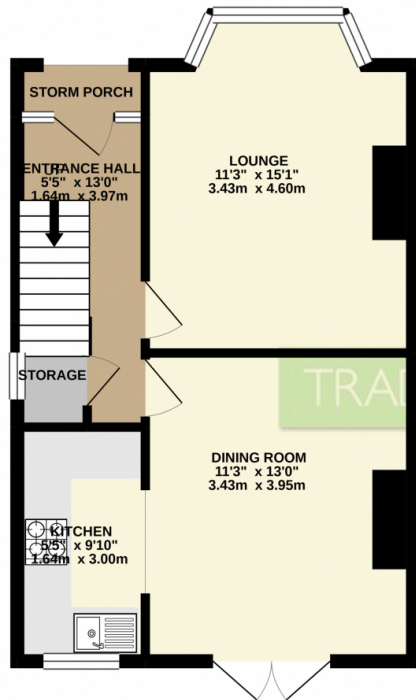 STORM PORCH
ENTRANCE HALL
5'5" x 13'0"
1.64m x 3.97m
LOUNGE
11'3" x 15'1"
3.43m x 4.60m
STORAGE
TRAD
DINING ROOM
11'3" x 13'0"
3.43m x 3.95m
KITCHEN
5'5" x 9'10"
1.64m x 3.00m